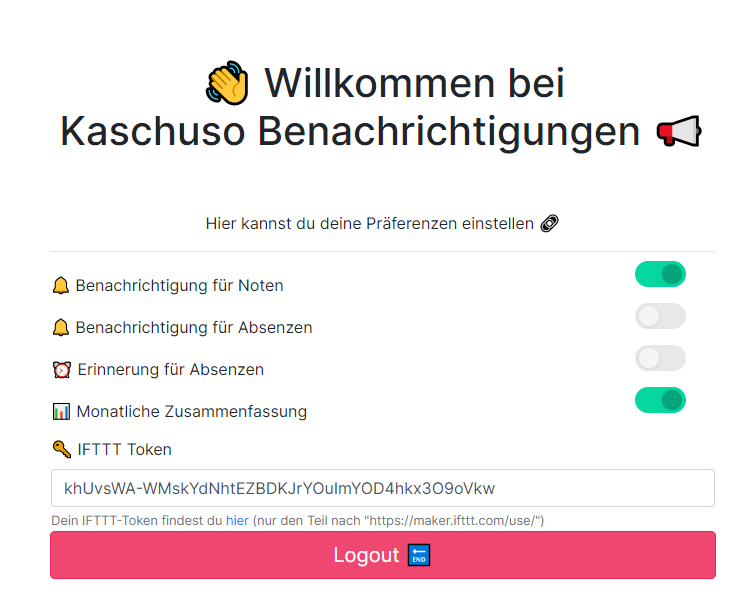 👋 Willkommen bei
Kaschuso Benachrichtigungen 📢
Hier kannst du deine Präferenzen einstellen 🔗
🔔 Benachrichtigung für Noten
🔔 Benachrichtigung für Absenzen
⏰ Erinnerung für Absenzen
📊 Monatliche Zusammenfassung
🔑 IFTTT Token
khUvsWA-WMskYdNhtEZBDKJrYOuImYOD4hkx3O9oVkw
Dein IFTTT-Token findest du hier (nur den Teil nach "https://maker.ifttt.com/use/")
Logout 🔚